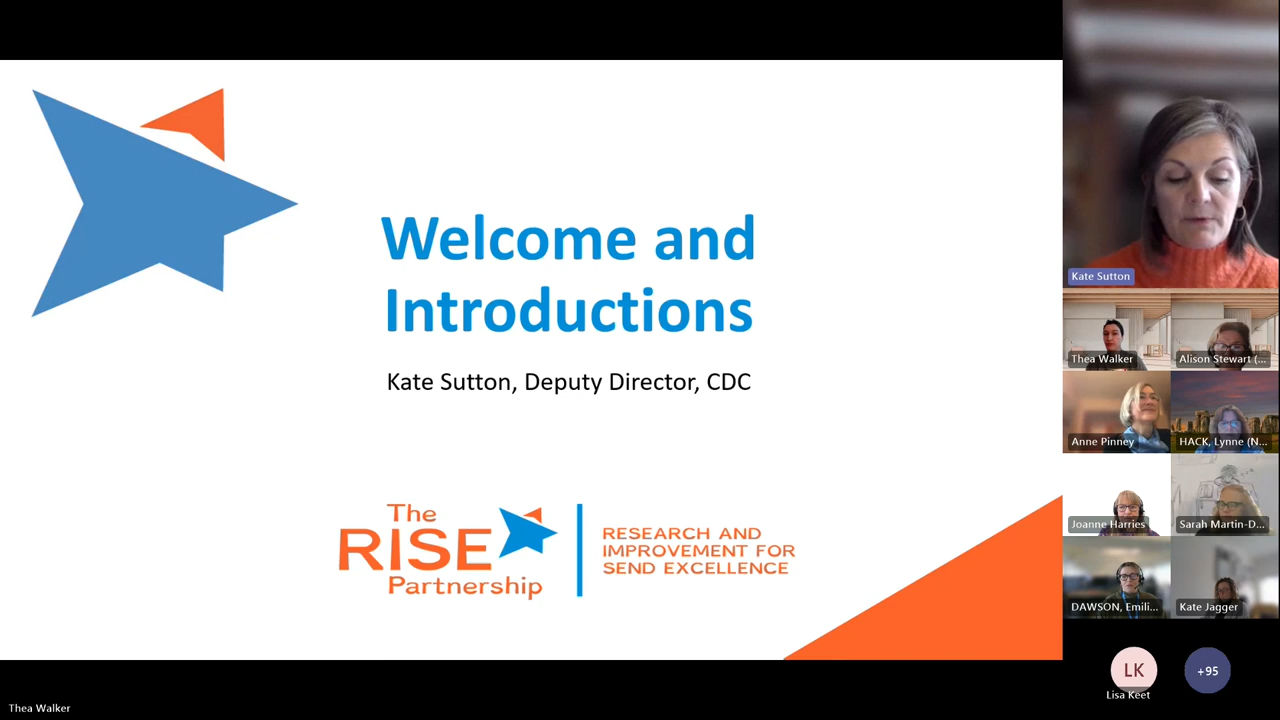 Welcome and
Introductions
Kate Sutton, Deputy Director, CDC
The
RISE
Partnership
RESEARCH AND
IMPROVEMENT FOR
SEND EXCELLENCE
Kate Sutton
Thea Walker
Alison Stewart (...
Anne Pinney
HACK, Lynne (N...
Joanne Harries
Sarah Martin-D...
DAWSON, Emili...
Kate Jagger
LK
+95
Lisa Keet
Thea Walker